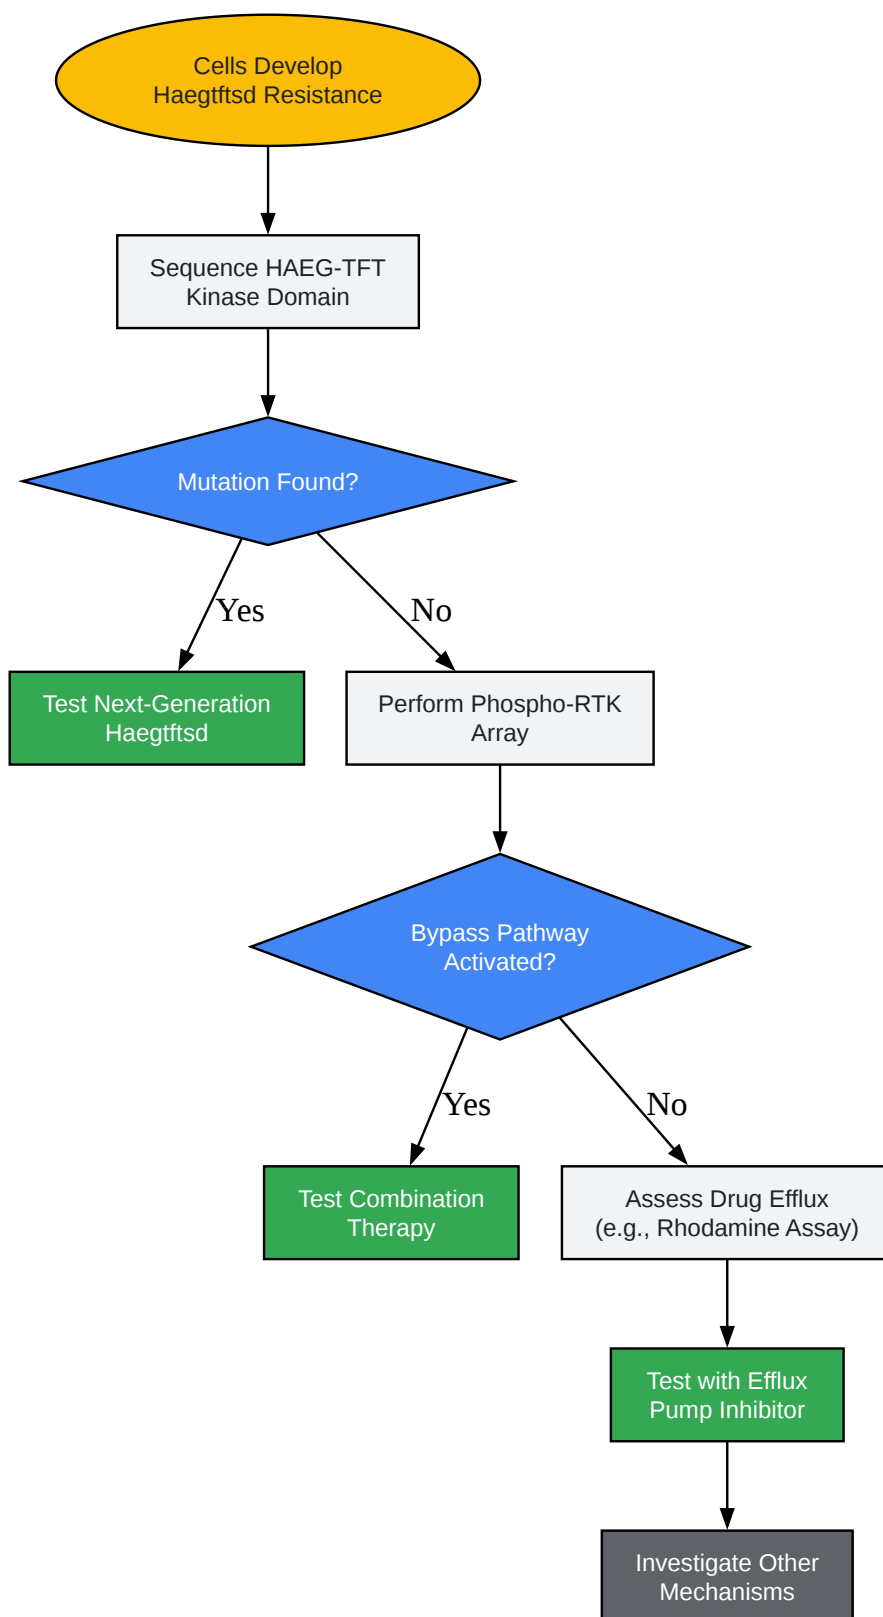 Cells Develop
Haegtftsd Resistance
Sequence HAEG-TFT
Kinase Domain
Mutation Found?
Yes
No
Test Next-Generation
Haegtftsd
Perform Phospho-RTK
Array
Bypass Pathway
Activated?
Yes
No
Test Combination
Therapy
Assess Drug Efflux
(e.g., Rhodamine Assay)
Test with Efflux
Pump Inhibitor
Investigate Other
Mechanisms